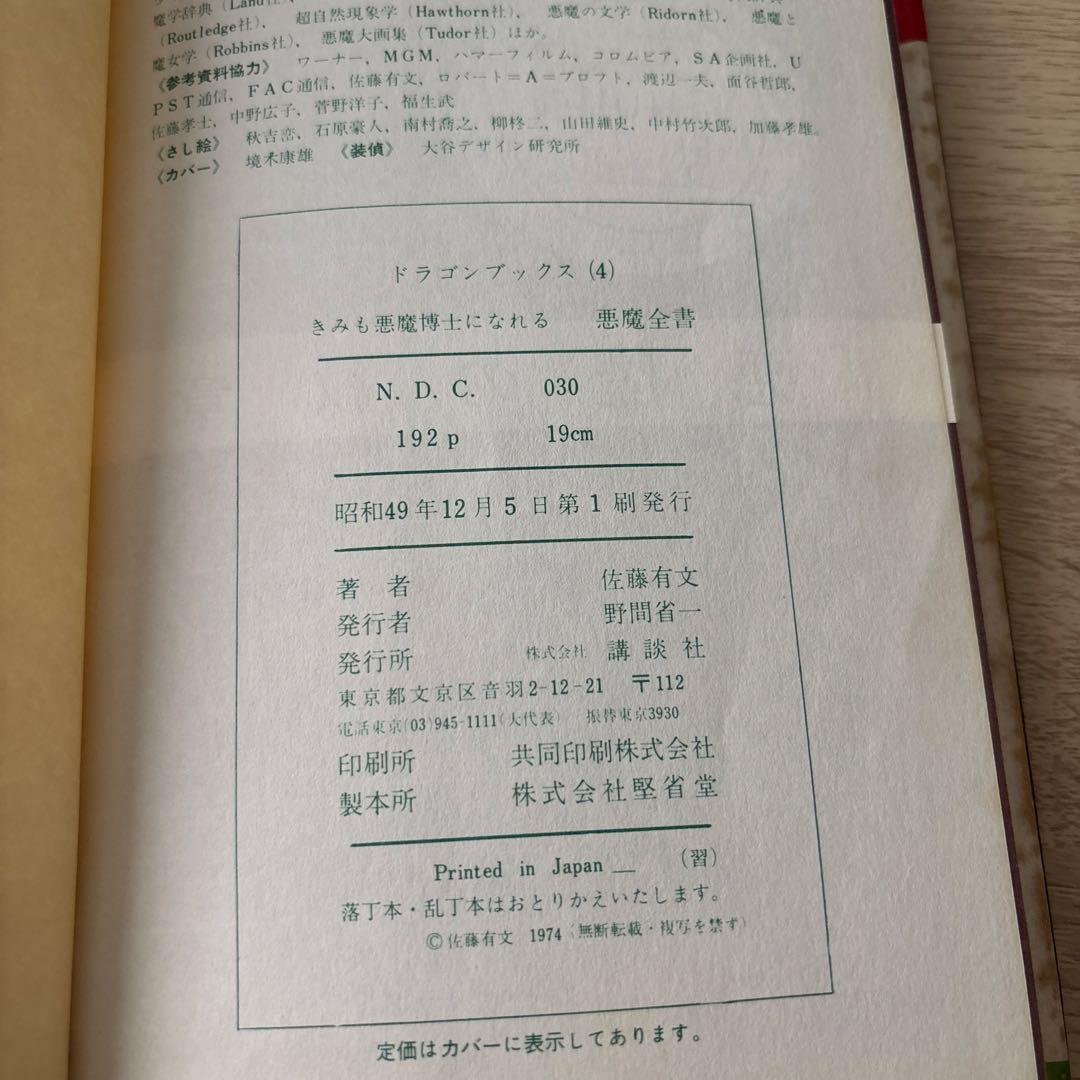 魔学辞典 (Land社),
(Routledge社), 超自然現象学 (Hawthorn社), 悪魔の文学 (Ridorn社), 悪魔と
魔女学 (Robbins社), 悪魔大画集 (Tudor社) ほか。
《参考資料協力》 ワーナー, MGM, ハマーフィルム, コロムビア, SA企画社, U
PST通信, FAC通信, 佐藤有文, ロバート=A=プロフト, 渡辺一夫, 面谷哲郎,
佐藤孝士, 中野広子, 菅野洋子, 福生武
《さし絵》 秋吉恋, 石原豪人, 南村喬之, 柳柊二, 山田維史, 中村竹次郎, 加藤孝雄。
《カバー》 境木康雄 《装偵》 大谷デザイン研究所
ドラゴンブックス (4)
きみも悪魔博士になれる 悪魔全書
N. D. C. 030
192 p 19cm
昭和49年12月5日第1刷発行
著者 佐藤有文
発行者 野間省一
発行所 株式会社 講談社
東京都文京区音羽2-12-21 〒112
電話東京(03)945-1111(大代表) 振替東京3930
印刷所 共同印刷株式会社
製本所 株式会社堅省堂
Printed in Japan (習)
落丁本・乱丁本はおとりかえいたします。
©佐藤有文 1974 (無断転載・複写を禁ず)
定価はカバーに表示してあります。